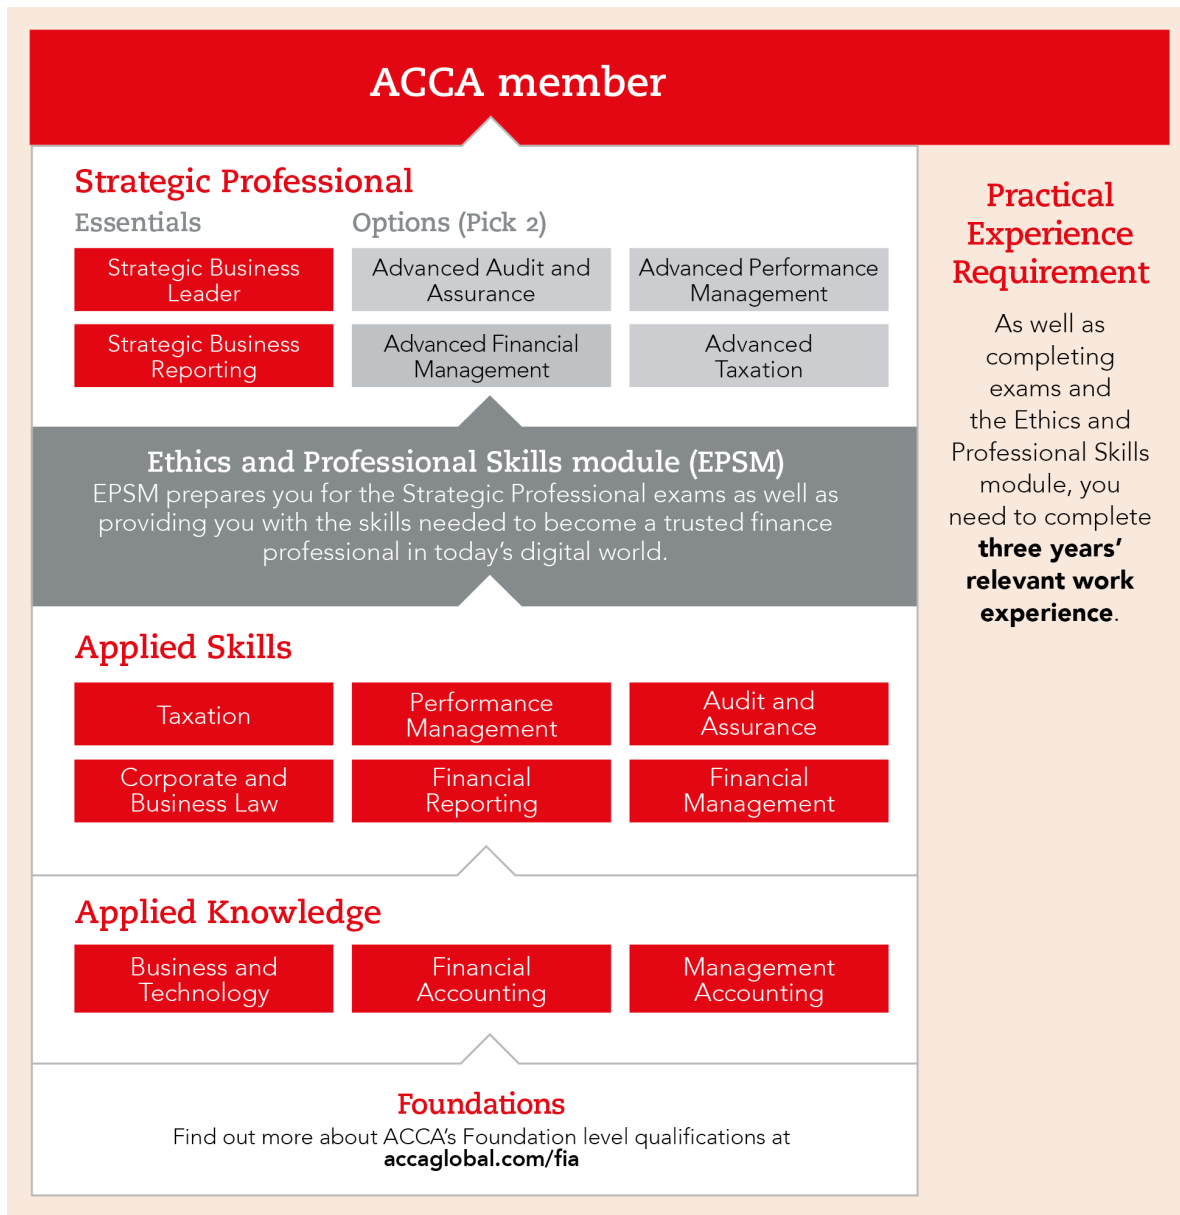 ACCA member
Strategic Professional
Essentials
Options (Pick 2)
Strategic Business
Leader
Advanced Audit and
Assurance
Advanced Performance
Management
Strategic Business
Reporting
Advanced Financial
Management
Advanced
Taxation
Ethics and Professional Skills module (EPSM)
EPSM prepares you for the Strategic Professional exams as well as
providing you with the skills needed to become a trusted finance
professional in today’s digital world.
Applied Skills
Taxation
Performance
Management
Audit and
Assurance
Corporate and
Business Law
Financial
Reporting
Financial
Management
Applied Knowledge
Business and
Technology
Financial
Accounting
Management
Accounting
Foundations
Find out more about ACCA’s Foundation level qualifications at
accaglobal.com/fia
Practical
Experience
Requirement
As well as
completing
exams and
the Ethics and
Professional Skills
module, you
need to complete
three years’
relevant work
experience.